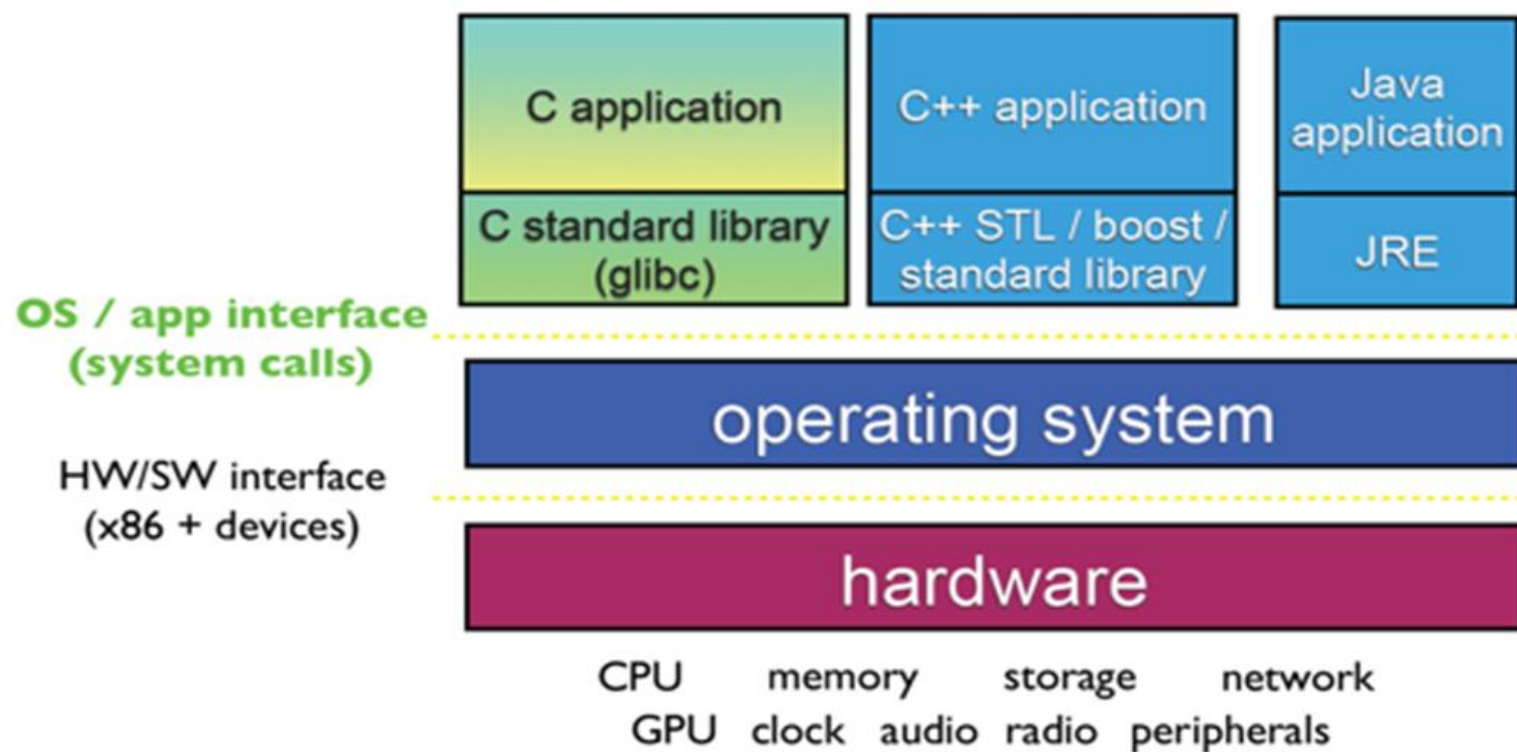 C application
C++ application
Java
application
C standard library
(glibc)
C++ STL / boost /
standard library
JRE
OS / app interface
(system calls)
operating system
HW/SW interface
(x86 + devices)
hardware
CPU memory storage network
GPU clock audio radio peripherals